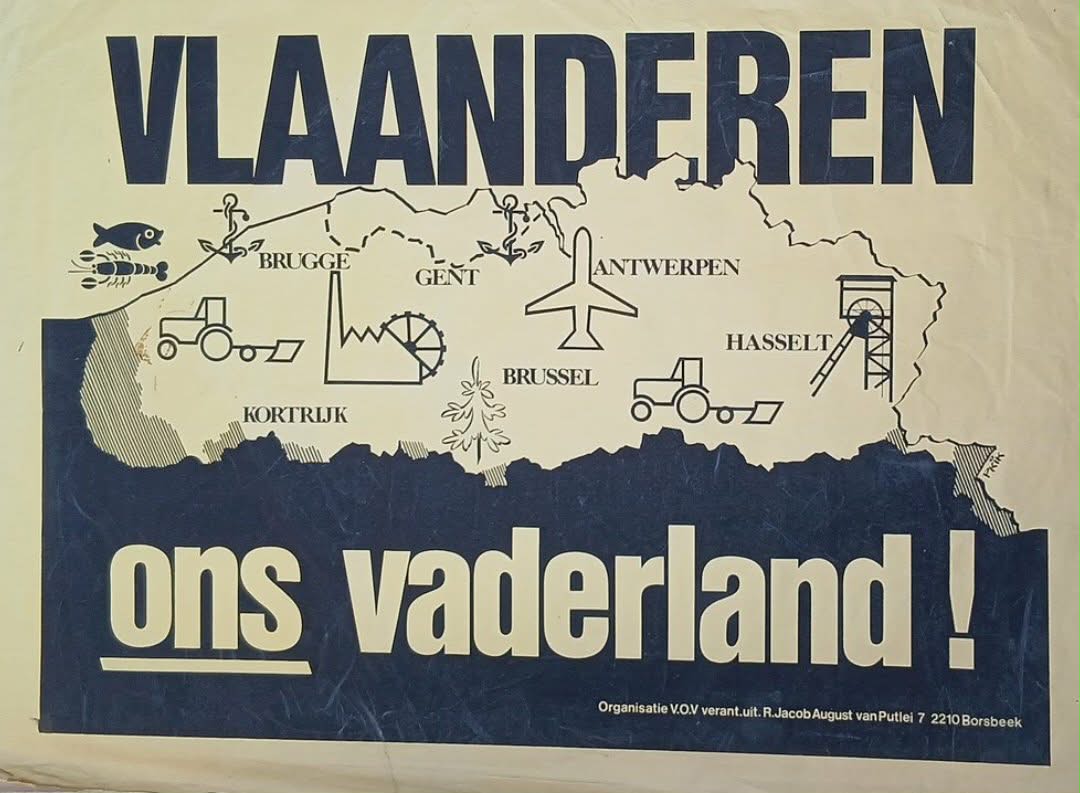 VLAANDEREN
BRUGGE
GENT
ANTWERPEN
HASSELT
BRUSSEL
KORTRIJK
ons vaderland !
Organisatie V.O.V verant.uit. R.Jacob August van Putlei 7 2210 Borsbeek